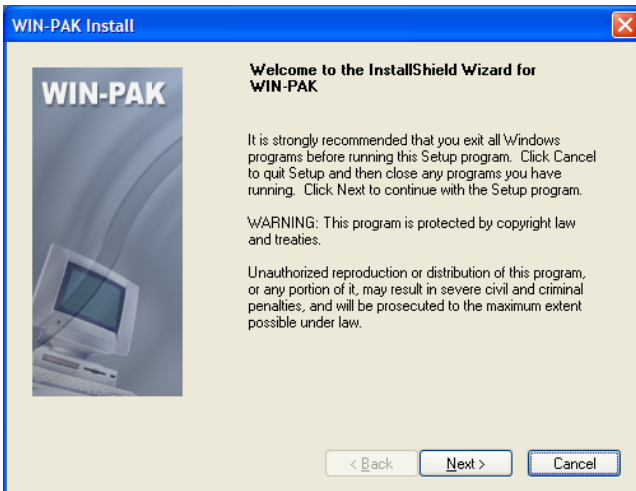 WIN-PAK Install
WIN-PAK
Welcome to the InstallShield Wizard for
WIN-PAK
It is strongly recommended that you exit all Windows
programs before running this Setup program. Click Cancel
to quit Setup and then close any programs you have
running. Click Next to continue with the Setup program.
WARNING: This program is protected by copyright law
and treaties.
Unauthorized reproduction or distribution of this program,
or any portion of it, may result in severe civil and criminal
penalties, and will be prosecuted to the maximum extent
possible under law.
< Back Next > Cancel